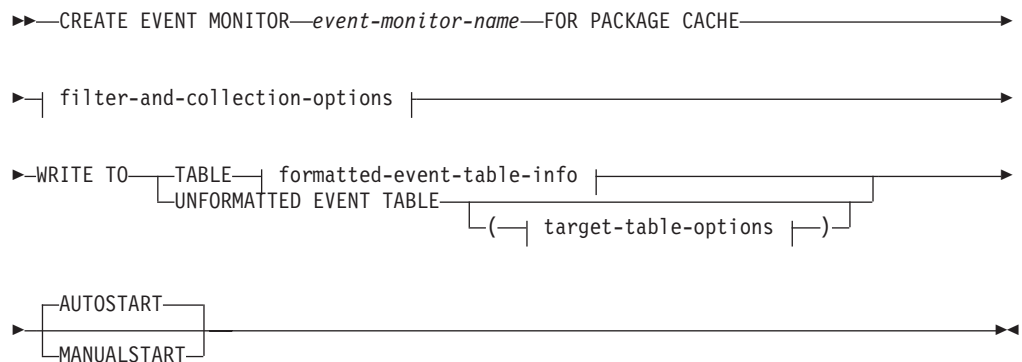 CREATE EVENT MONITOR event-monitor-name FOR PACKAGE CACHE
filter-and-collection-options
WRITE TO TABLE formatted-event-table-info
UNFORMATTED EVENT TABLE
( target-table-options )
AUTOSTART
MANUALSTART